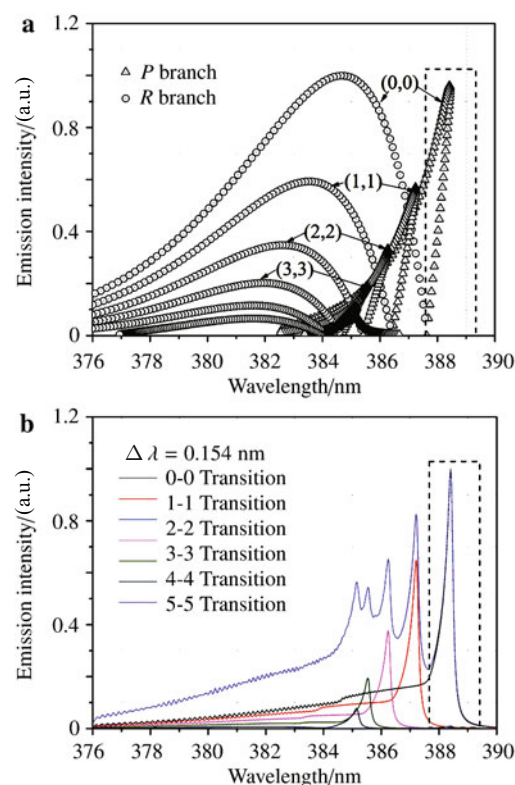 a
1.2
P branch
R branch
(0,0)
0.8
(1,1)
0.4
(2,2)
(3,3)
0
376 378 380 382 384 386 388 390
Emission intensity/(a.u.)
Wavelength/nm
b
1.2
Δ λ = 0.154 nm
0-0 Transition
1-1 Transition
2-2 Transition
3-3 Transition
4-4 Transition
5-5 Transition
0.8
0.4
0
376 378 380 382 384 386 388 390
Emission intensity/(a.u.)
Wavelength/nm